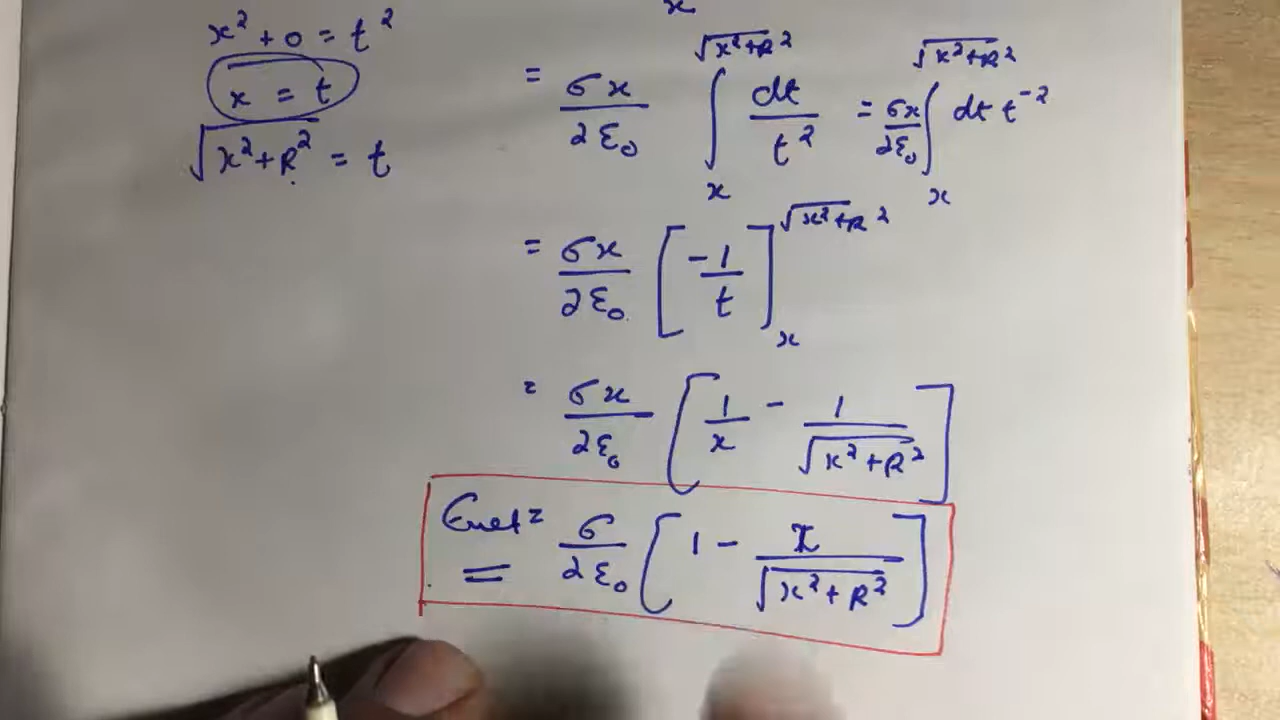 x² + 0 = t²
x = t
√(x²+R²) = t
x
= σx/2ε₀ ∫ₓ^√(x²+R²) dt/t² = σx/2ε₀ ∫ₓ^√(x²+R²) dt t⁻²
= σx/2ε₀ [-1/t]ₓ^√(x²+R²)
= σx/2ε₀ [1/x - 1/√(x²+R²)]
Enet = σ/2ε₀ [1 - x/√(x²+R²)]